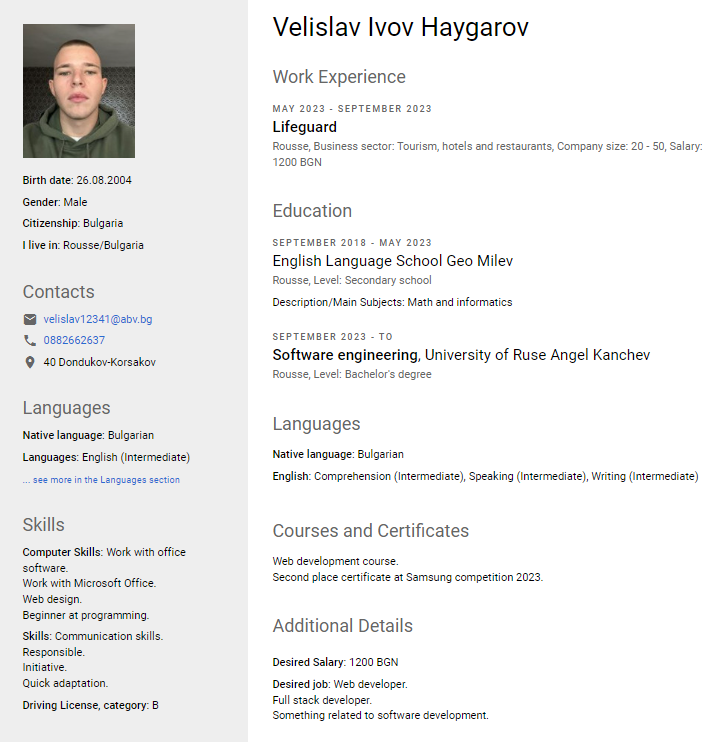 Birth date: 26.08.2004
Gender: Male
Citizenship: Bulgaria
I live in: Rousse/Bulgaria
Contacts
velislav12341@abv.bg
0882662637
40 Dondukov-Korsakov
Languages
Native language: Bulgarian
Languages: English (Intermediate)
... see more in the Languages section
Skills
Computer Skills: Work with office
software.
Work with Microsoft Office.
Web design.
Beginner at programming.
Skills: Communication skills.
Responsible.
Initiative.
Quick adaptation.
Driving License, category: B
Velislav Ivov Haygarov
Work Experience
MAY 2023 - SEPTEMBER 2023
Lifeguard
Rousse, Business sector: Tourism, hotels and restaurants, Company size: 20 - 50, Salary:
1200 BGN
Education
SEPTEMBER 2018 - MAY 2023
English Language School Geo Milev
Rousse, Level: Secondary school
Description/Main Subjects: Math and informatics
SEPTEMBER 2023 - TO
Software engineering, University of Ruse Angel Kanchev
Rousse, Level: Bachelor's degree
Languages
Native language: Bulgarian
English: Comprehension (Intermediate), Speaking (Intermediate), Writing (Intermediate)
Courses and Certificates
Web development course.
Second place certificate at Samsung competition 2023.
Additional Details
Desired Salary: 1200 BGN
Desired job: Web developer.
Full stack developer.
Something related to software development.